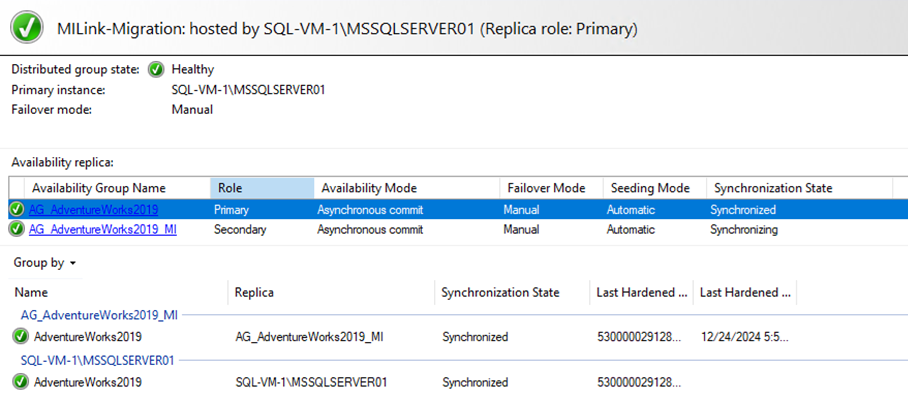 MILink-Migration: hosted by SQL-VM-1\MSSQLSERVER01 (Replica role: Primary)
Distributed group state: Healthy
Primary instance: SQL-VM-1\MSSQLSERVER01
Failover mode: Manual
Availability replica:
Availability Group Name Role Availability Mode Failover Mode Seeding Mode Synchronization State
AG_AdventureWorks2019 Primary Asynchronous commit Manual Automatic Synchronized
AG_AdventureWorks2019_MI Secondary Asynchronous commit Manual Automatic Synchronizing
Group by
Name Replica Synchronization State Last Hardened ... Last Hardened ...
AG_AdventureWorks2019_MI
AdventureWorks2019 AG_AdventureWorks2019_MI Synchronized 530000029128... 12/24/2024 5:5...
SQL-VM-1\MSSQLSERVER01
AdventureWorks2019 SQL-VM-1\MSSQLSERVER01 Synchronized 530000029128...